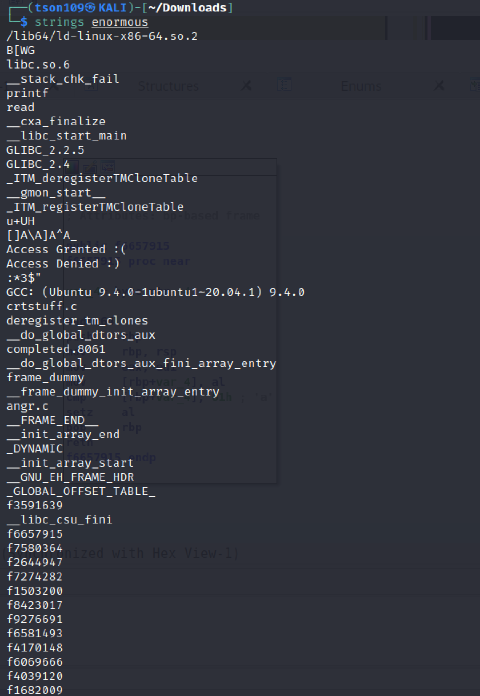 (tson109㉿KALI)-[~/Downloads]
$ strings enormous
/lib64/ld-linux-x86-64.so.2
B[WG
libc.so.6
__stack_chk_fail
printf
read
__cxa_finalize
__libc_start_main
GLIBC_2.2.5
GLIBC_2.4
_ITM_deregisterTMCloneTable
__gmon_start__
_ITM_registerTMCloneTable
u+UH
[]A\A]A^A_
Access Granted :(
Access Denied :)
:*3$"
GCC: (Ubuntu 9.4.0-1ubuntu1~20.04.1) 9.4.0
crtstuff.c
deregister_tm_clones
__do_global_dtors_aux
completed.8061
__do_global_dtors_aux_fini_array_entry
frame_dummy
__frame_dummy_init_array_entry
angr.c
__FRAME_END__
__init_array_end
_DYNAMIC
__init_array_start
__GNU_EH_FRAME_HDR
_GLOBAL_OFFSET_TABLE_
f3591639
__libc_csu_fini
f6657915
f7580364
f2644947
f7274282
f1503200
f8423017
f9276691
f6581493
f4170148
f6069666
f4039120
f1682009